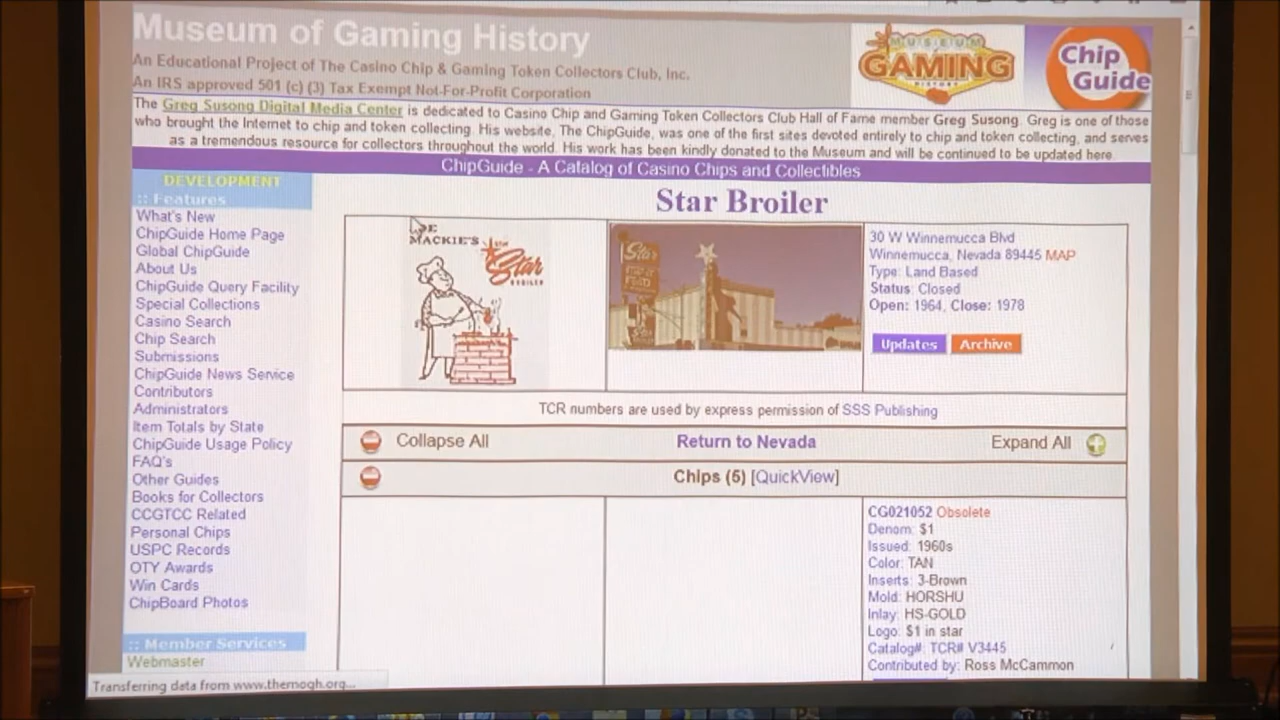 Museum of Gaming History
An Educational Project of The Casino Chip & Gaming Token Collectors Club, Inc.
An IRS approved 501 (c) (3) Tax Exempt Not-For-Profit Corporation
MUSEUM
OF
GAMING
HISTORY
Chip
Guide
The Greg Susong Digital Media Center is dedicated to Casino Chip and Gaming Token Collectors Club Hall of Fame member Greg Susong. Greg is one of those
who brought the Internet to chip and token collecting. His website, The ChipGuide, was one of the first sites devoted entirely to chip and token collecting, and serves
as a tremendous resource for collectors throughout the world. His work has been kindly donated to the Museum and will be continued to be updated here.
ChipGuide - A Catalog of Casino Chips and Collectibles
DEVELOPMENT
:: Features
What's New
ChipGuide Home Page
Global ChipGuide
About Us
ChipGuide Query Facility
Special Collections
Casino Search
Chip Search
Submissions
ChipGuide News Service
Contributors
Administrators
Item Totals by State
ChipGuide Usage Policy
FAQ's
Other Guides
Books for Collectors
CCGTCC Related
Personal Chips
USPC Records
OTY Awards
Win Cards
ChipBoard Photos
:: Member Services
Webmaster
Star Broiler
MACKIE'S
Star
BROILER
Star
30 W Winnemucca Blvd
Winnemucca, Nevada 89445 MAP
Type: Land Based
Status: Closed
Open: 1964, Close: 1978
Updates Archive
TCR numbers are used by express permission of SSS Publishing
Collapse All Return to Nevada Expand All
Chips (5) [QuickView]
CG021052 Obsolete
Denom: $1
Issued: 1960s
Color: TAN
Inserts: 3-Brown
Mold: HORSHU
Inlay: HS-GOLD
Logo: $1 in star
Catalog#: TCR# V3445
Contributed by: Ross McCammon
Transferring data from www.themogh.org...